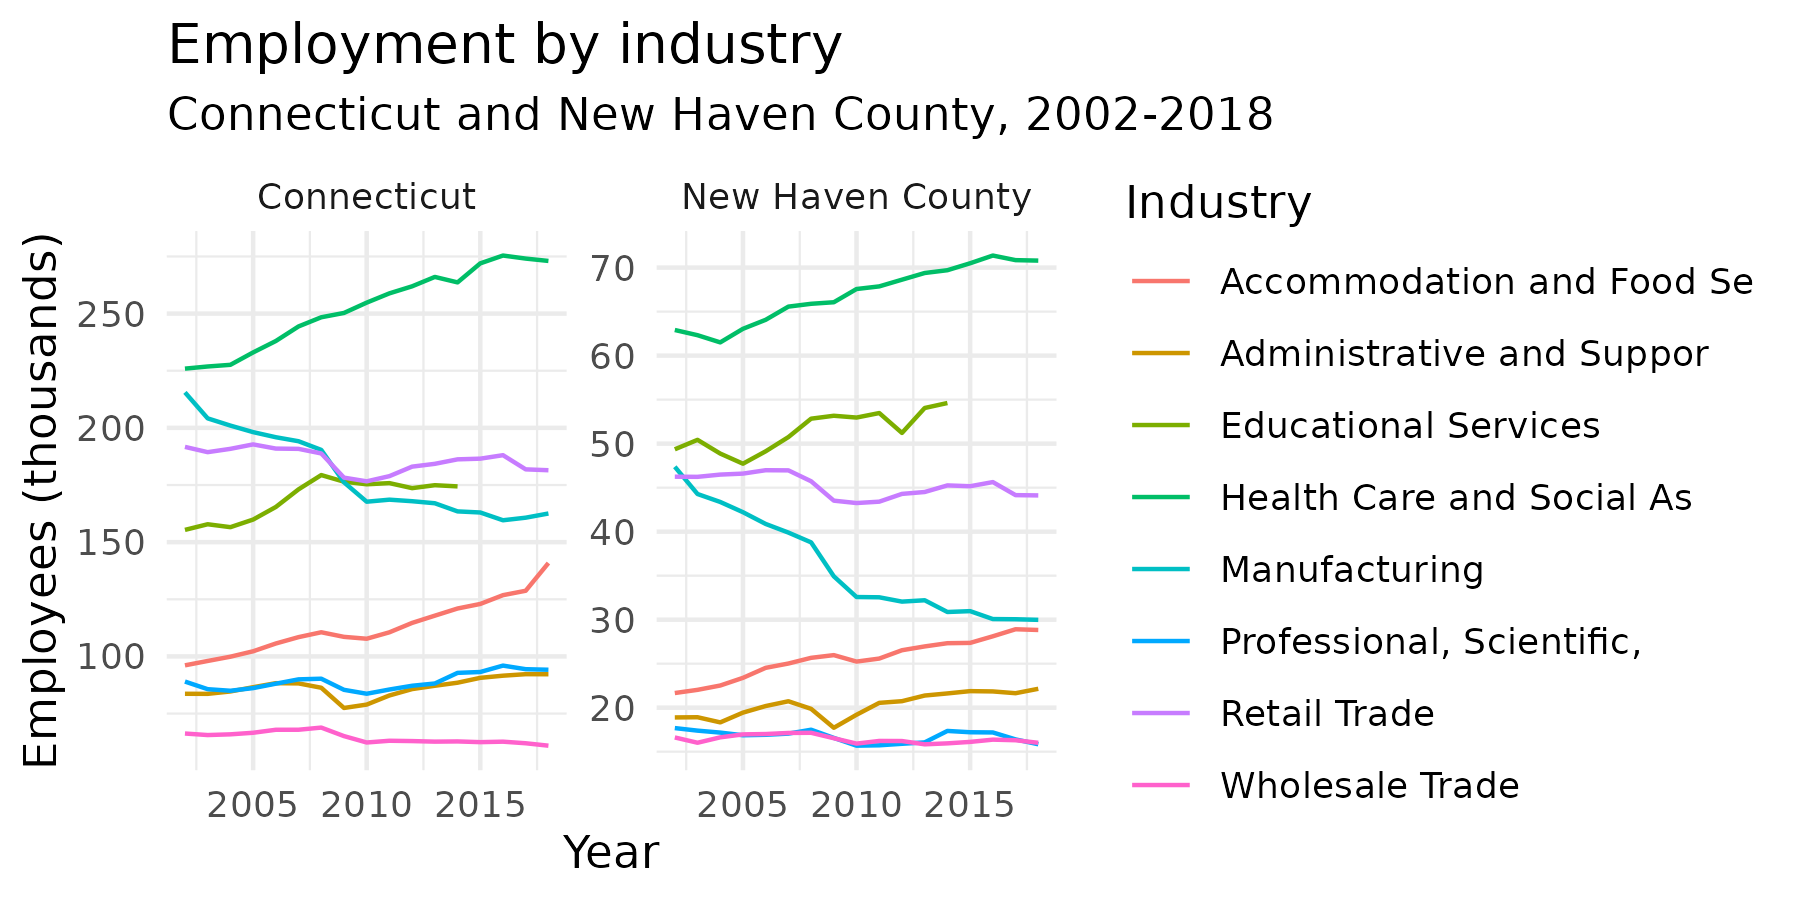 Employment by industry
Connecticut and New Haven County, 2002-2018
Connecticut
New Haven County
Industry
Employees (thousands)
250
200
150
100
70
60
50
40
30
20
2005 2010 2015
2005 2010 2015
Year
Accommodation and Food Se
Administrative and Suppor
Educational Services
Health Care and Social As
Manufacturing
Professional, Scientific,
Retail Trade
Wholesale Trade